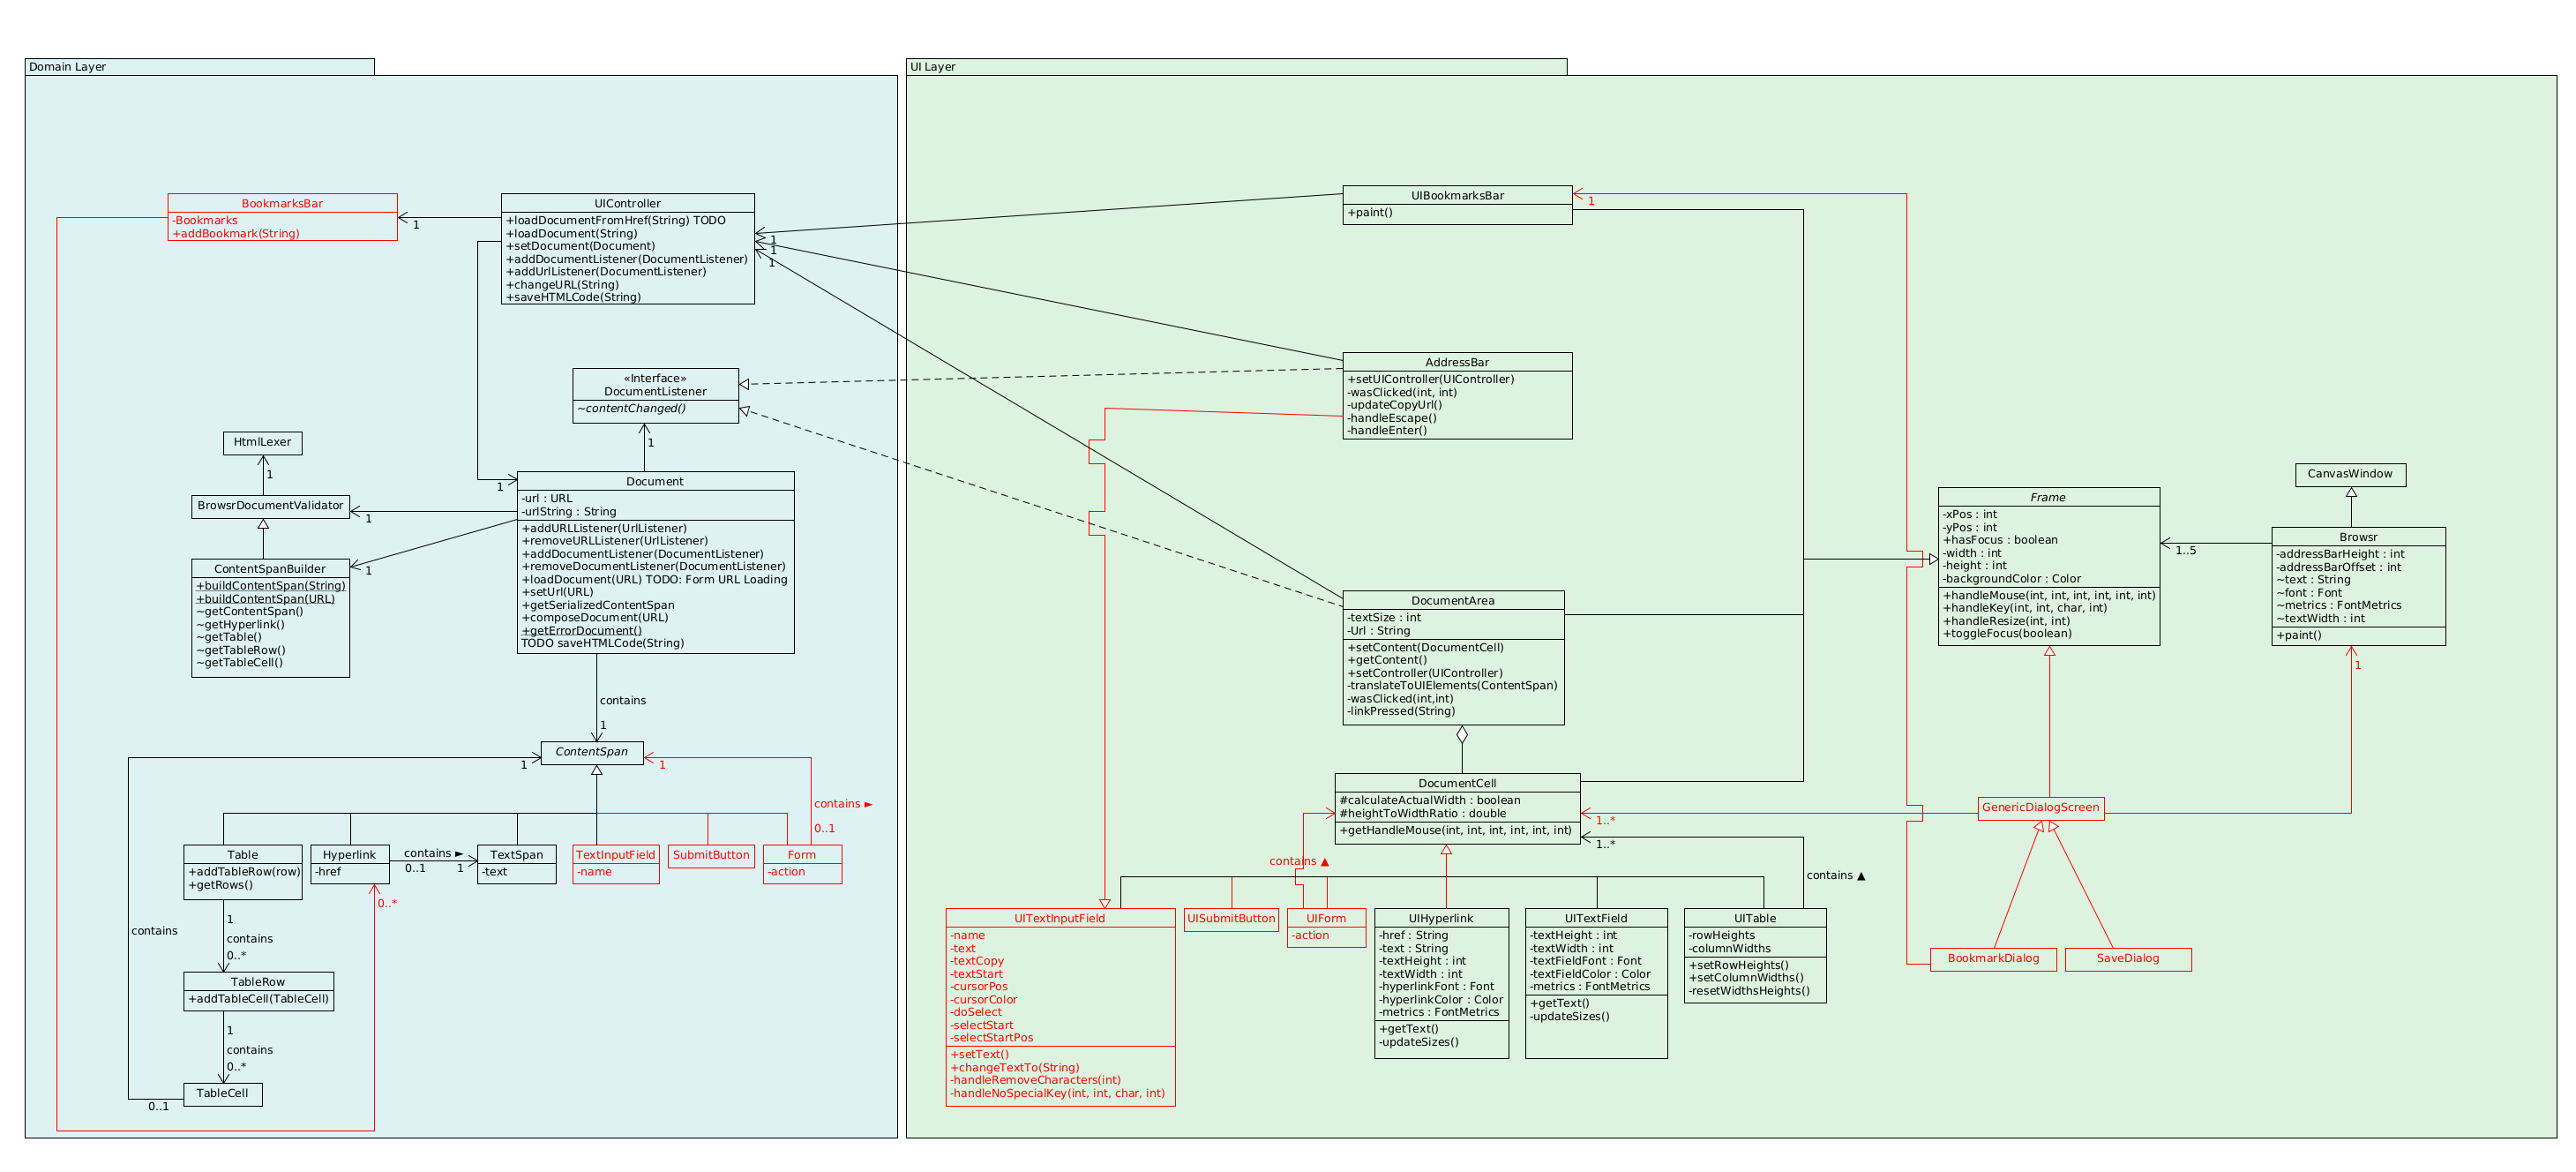 Domain Layer
BookmarksBar
-Bookmarks
+addBookmark(String)
1
UIController
+loadDocumentFromHref(String) TODO
+loadDocument(String)
+setDocument(Document)
+addDocumentListener(DocumentListener)
+addUrlListener(DocumentListener)
+changeURL(String)
+saveHTMLCode(String)
1
1
1
«Interface»
DocumentListener
~contentChanged()
1
HtmlLexer
1
BrowsrDocumentValidator
1
ContentSpanBuilder
+buildContentSpan(String)
+buildContentSpan(URL)
~getContentSpan()
~getHyperlink()
~getTable()
~getTableRow()
~getTableCell()
1
1
Document
-url : URL
-urlString : String
+addURLListener(UrlListener)
+removeURLListener(UrlListener)
+addDocumentListener(DocumentListener)
+removeDocumentListener(DocumentListener)
+loadDocument(URL) TODO: Form URL Loading
+setUrl(URL)
+getSerializedContentSpan
+composeDocument(URL)
+getErrorDocument()
TODO saveHTMLCode(String)
contains
1
ContentSpan
1
1
contains ►
0..1
Table
+addTableRow(row)
+getRows()
Hyperlink
-href
contains ►
0..1
1
TextSpan
-text
TextInputField
-name
SubmitButton
Form
-action
0..*
1
contains
0..*
contains
TableRow
+addTableCell(TableCell)
1
contains
0..*
TableCell
0..1
UI Layer
UIBookmarksBar
+paint()
1
AddressBar
+setUIController(UIController)
-wasClicked(int, int)
-updateCopyUrl()
-handleEscape()
-handleEnter()
DocumentArea
-textSize : int
-Url : String
+setContent(DocumentCell)
+getContent()
+setController(UIController)
-translateToUIElements(ContentSpan)
-wasClicked(int,int)
-linkPressed(String)
DocumentCell
#calculateActualWidth : boolean
#heightToWidthRatio : double
+getHandleMouse(int, int, int, int, int, int)
1..*
1..*
contains ▲
contains ▲
UITextInputField
-name
-text
-textCopy
-textStart
-cursorPos
-cursorColor
-doSelect
-selectStart
-selectStartPos
+setText()
+changeTextTo(String)
-handleRemoveCharacters(int)
-handleNoSpecialKey(int, int, char, int)
UISubmitButton
UIForm
-action
UIHyperlink
-href : String
-text : String
-textHeight : int
-textWidth : int
-hyperlinkFont : Font
-hyperlinkColor : Color
-metrics : FontMetrics
+getText()
-updateSizes()
UITextField
-textHeight : int
-textWidth : int
-textFieldFont : Font
-textFieldColor : Color
-metrics : FontMetrics
+getText()
-updateSizes()
UITable
-rowHeights
-columnWidths
+setRowHeights()
+setColumnWidths()
-resetWidthsHeights()
Frame
-xPos : int
-yPos : int
+hasFocus : boolean
-width : int
-height : int
-backgroundColor : Color
+handleMouse(int, int, int, int, int, int)
+handleKey(int, int, char, int)
+handleResize(int, int)
+toggleFocus(boolean)
1..5
CanvasWindow
Browsr
-addressBarHeight : int
-addressBarOffset : int
~text : String
~font : Font
~metrics : FontMetrics
~textWidth : int
+paint()
1
GenericDialogScreen
BookmarkDialog
SaveDialog